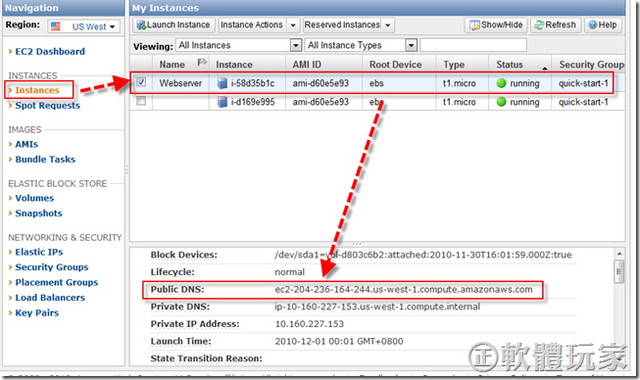 Navigation
Region:
US West
EC2 Dashboard
INSTANCES
Instances
Spot Requests
IMAGES
AMIs
Bundle Tasks
ELASTIC BLOCK STORE
Volumes
Snapshots
NETWORKING & SECURITY
Elastic IPs
Security Groups
Placement Groups
Load Balancers
Key Pairs
My Instances
Launch Instance Instance Actions Reserved Instances Show/Hide Refresh Help
Viewing: All Instances All Instance Types
Name Instance AMI ID Root Device Type Status Security Group
Webserver i-58d35b1c ami-d60e5e93 ebs t1.micro running quick-start-1
i-d169e995 ami-d60e5e93 ebs t1.micro running quick-start-1
Block Devices: /dev/sda1=vol-d803c6b2:attached:2010-11-30T16:01:59.000Z:true
Lifecycle: normal
Public DNS: ec2-204-236-164-244.us-west-1.compute.amazonaws.com
Private DNS: ip-10-160-227-153.us-west-1.compute.internal
Private IP Address: 10.160.227.153
Launch Time: 2010-12-01 00:01 GMT+0800
State Transition Reason:
正軟體玩家